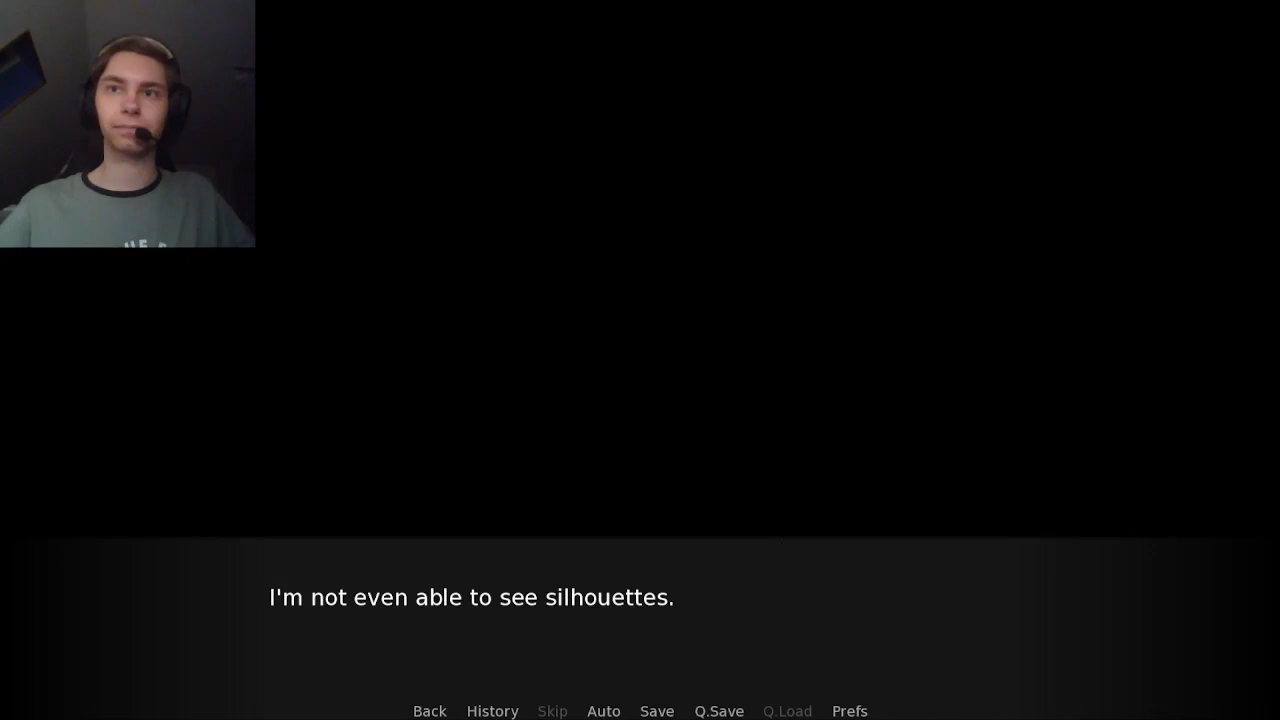 I'm not even able to see silhouettes.
Back History Skip Auto Save Q.Save Q.Load Prefs